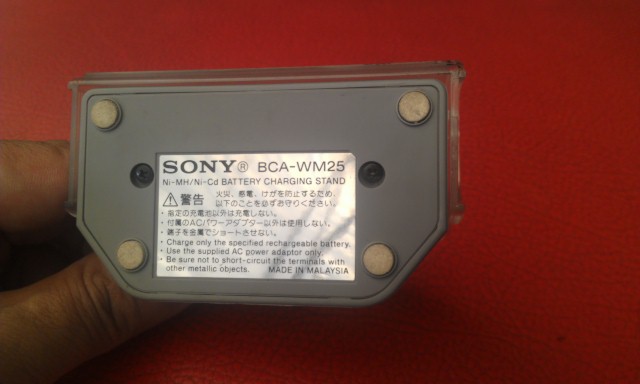 SONY® BCA-WM25
Ni-MH/Ni-Cd BATTERY CHARGING STAND
⚠警告 火災、感電、けがを防止するため、
以下のことを必ずお守りください。
・指定の充電池以外は充電しない。
・付属のACパワーアダプター以外は使用しない。
・端子を金属でショートさせない。
・Charge only the specified rechargeable battery.
・Use the supplied AC power adaptor only.
・Be sure not to short-circuit the terminals with
other metallic objects. MADE IN MALAYSIA